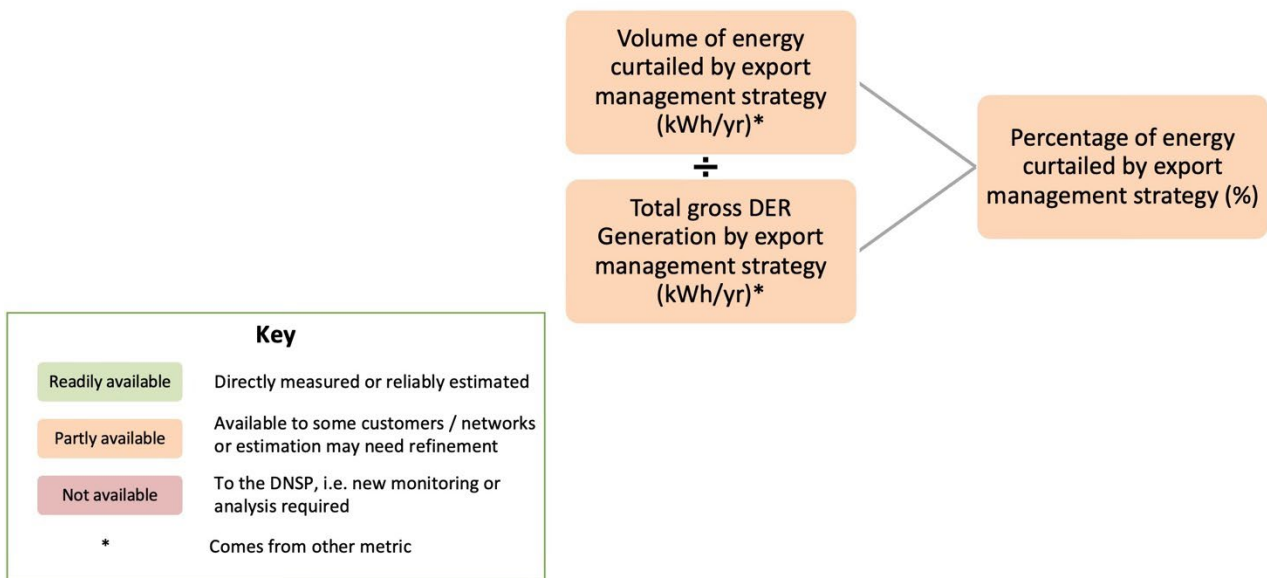 Volume of energy
curtailed by export
management strategy
(kWh/yr)*
÷
Total gross DER
Generation by export
management strategy
(kWh/yr)*
Percentage of energy
curtailed by export
management strategy (%)
Key
Readily available
Directly measured or reliably estimated
Partly available
Available to some customers / networks
or estimation may need refinement
Not available
To the DNSP, i.e. new monitoring or
analysis required
*
Comes from other metric